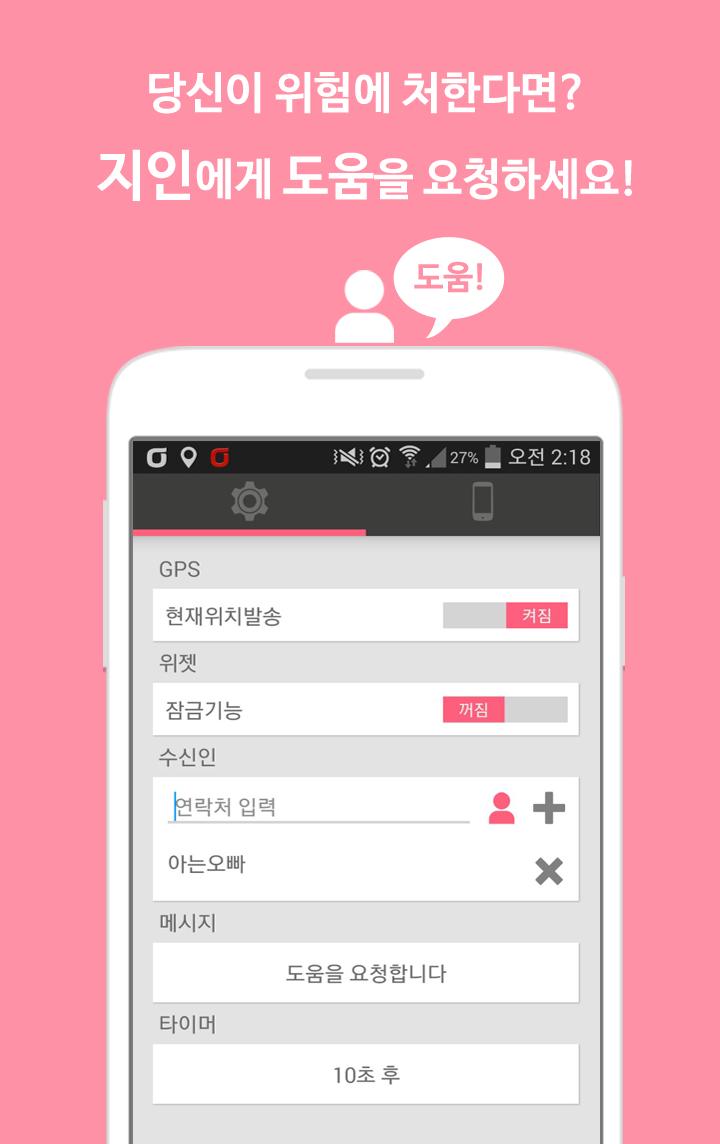 당신이 위험에 처한다면?
지인에게 도움을 요청하세요!
도움!
27% 오전 2:18
GPS
현재위치발송 켜짐
위젯
잠금기능 꺼짐
수신인
연락처 입력
아는오빠
메시지
도움을 요청합니다
타이머
10초 후